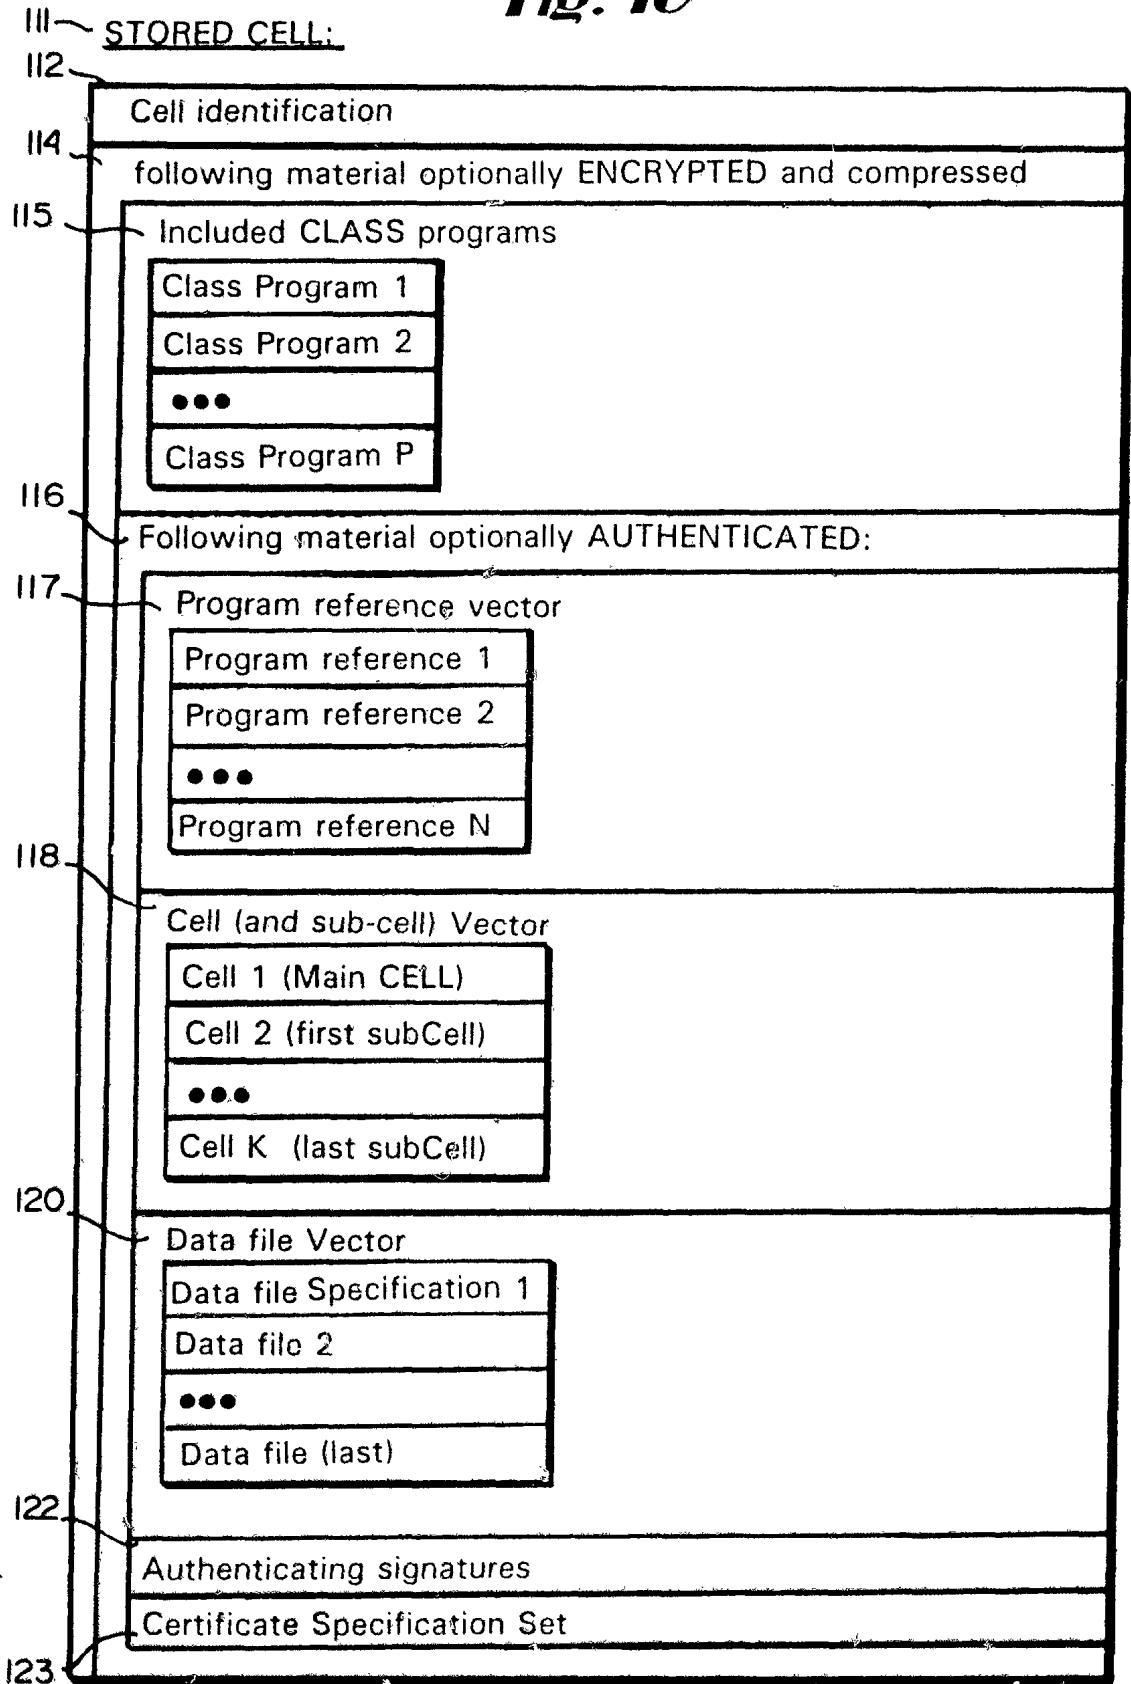 111 STORED CELL:
112
Cell identification
114
following material optionally ENCRYPTED and compressed
115
Included CLASS programs
Class Program 1
Class Program 2
●●●
Class Program P
116
Following material optionally AUTHENTICATED:
117
Program reference vector
Program reference 1
Program reference 2
●●●
Program reference N
118
Cell (and sub-cell) Vector
Cell 1 (Main CELL)
Cell 2 (first subCell)
●●●
Cell K (last subCell)
120
Data file Vector
Data file Specification 1
Data file 2
●●●
Data file (last)
122
Authenticating signatures
Certificate Specification Set
123